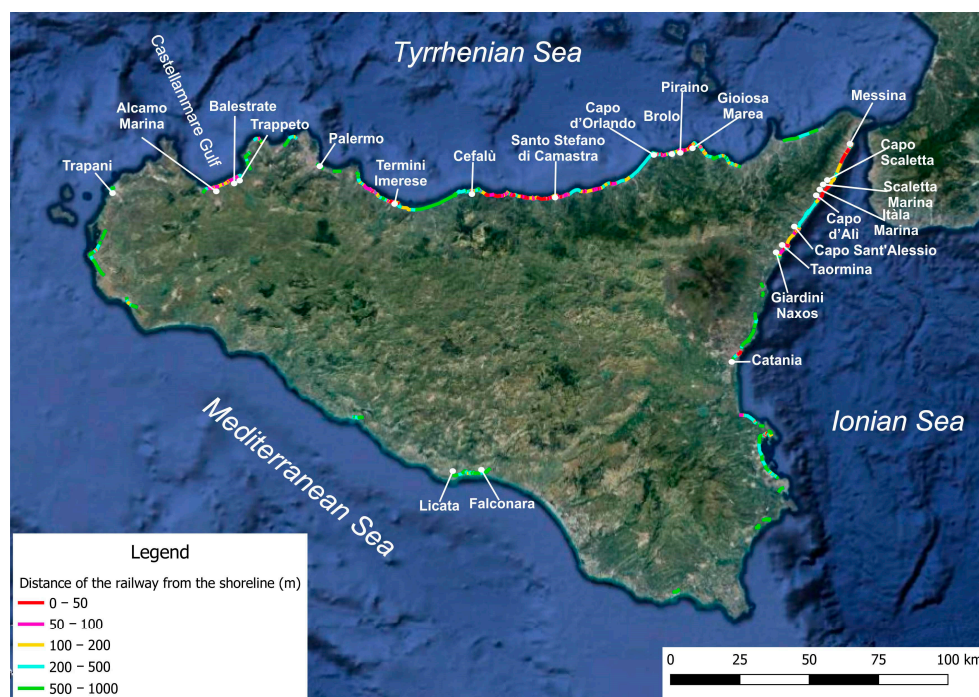 Tyrrhenian Sea
Castellammare Gulf
Alcamo
Marina
Balestrate
Trappeto
Trapani
Palermo
Termini
Imerese
Cefalù
Santo Stefano
di Camastra
Capo
d'Orlando
Brolo
Piraino
Gioiosa
Marea
Messina
Capo
Scaletta
Scaletta
Marina
Itàla
Marina
Capo
d'Alì
Capo Sant'Alessio
Taormina
Giardini
Naxos
Catania
Ionian Sea
Mediterranean Sea
Licata
Falconara
Legend
Distance of the railway from the shoreline (m)
0 – 50
50 – 100
100 – 200
200 – 500
500 – 1000
0 25 50 75 100 km